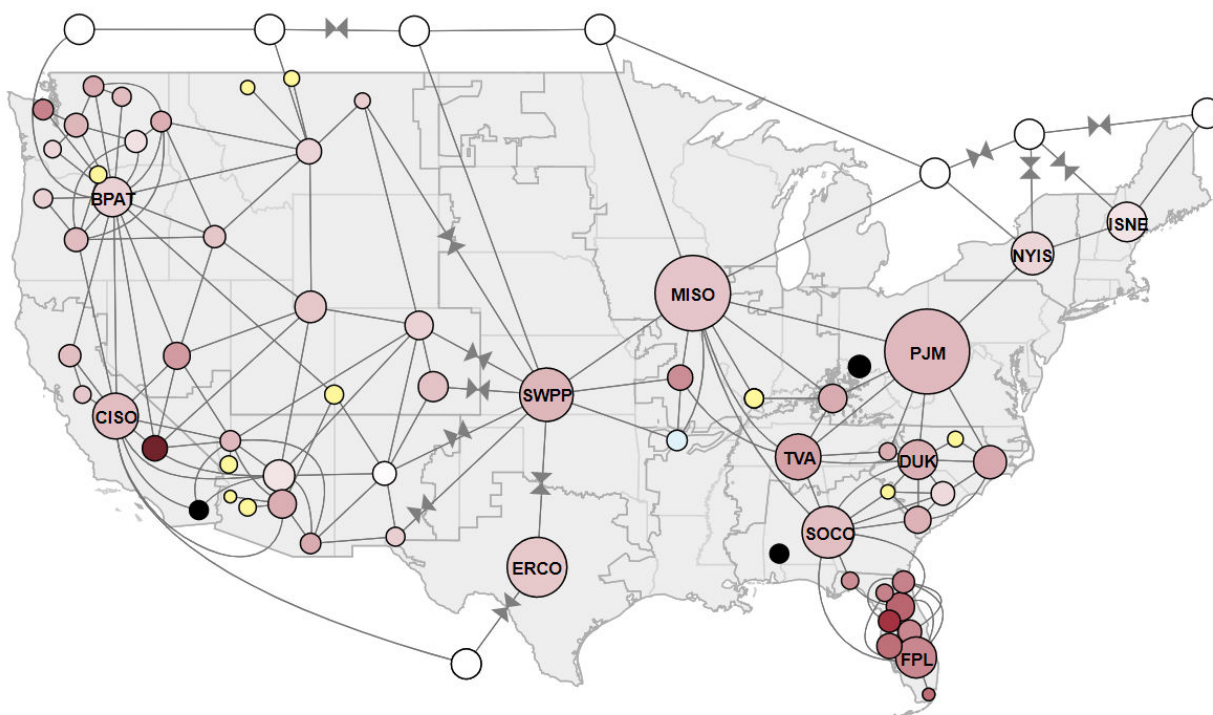 BPAT
ISNE
NYIS
MISO
PJM
SWPP
CISO
TVA
DUK
SOCO
ERCO
FPL